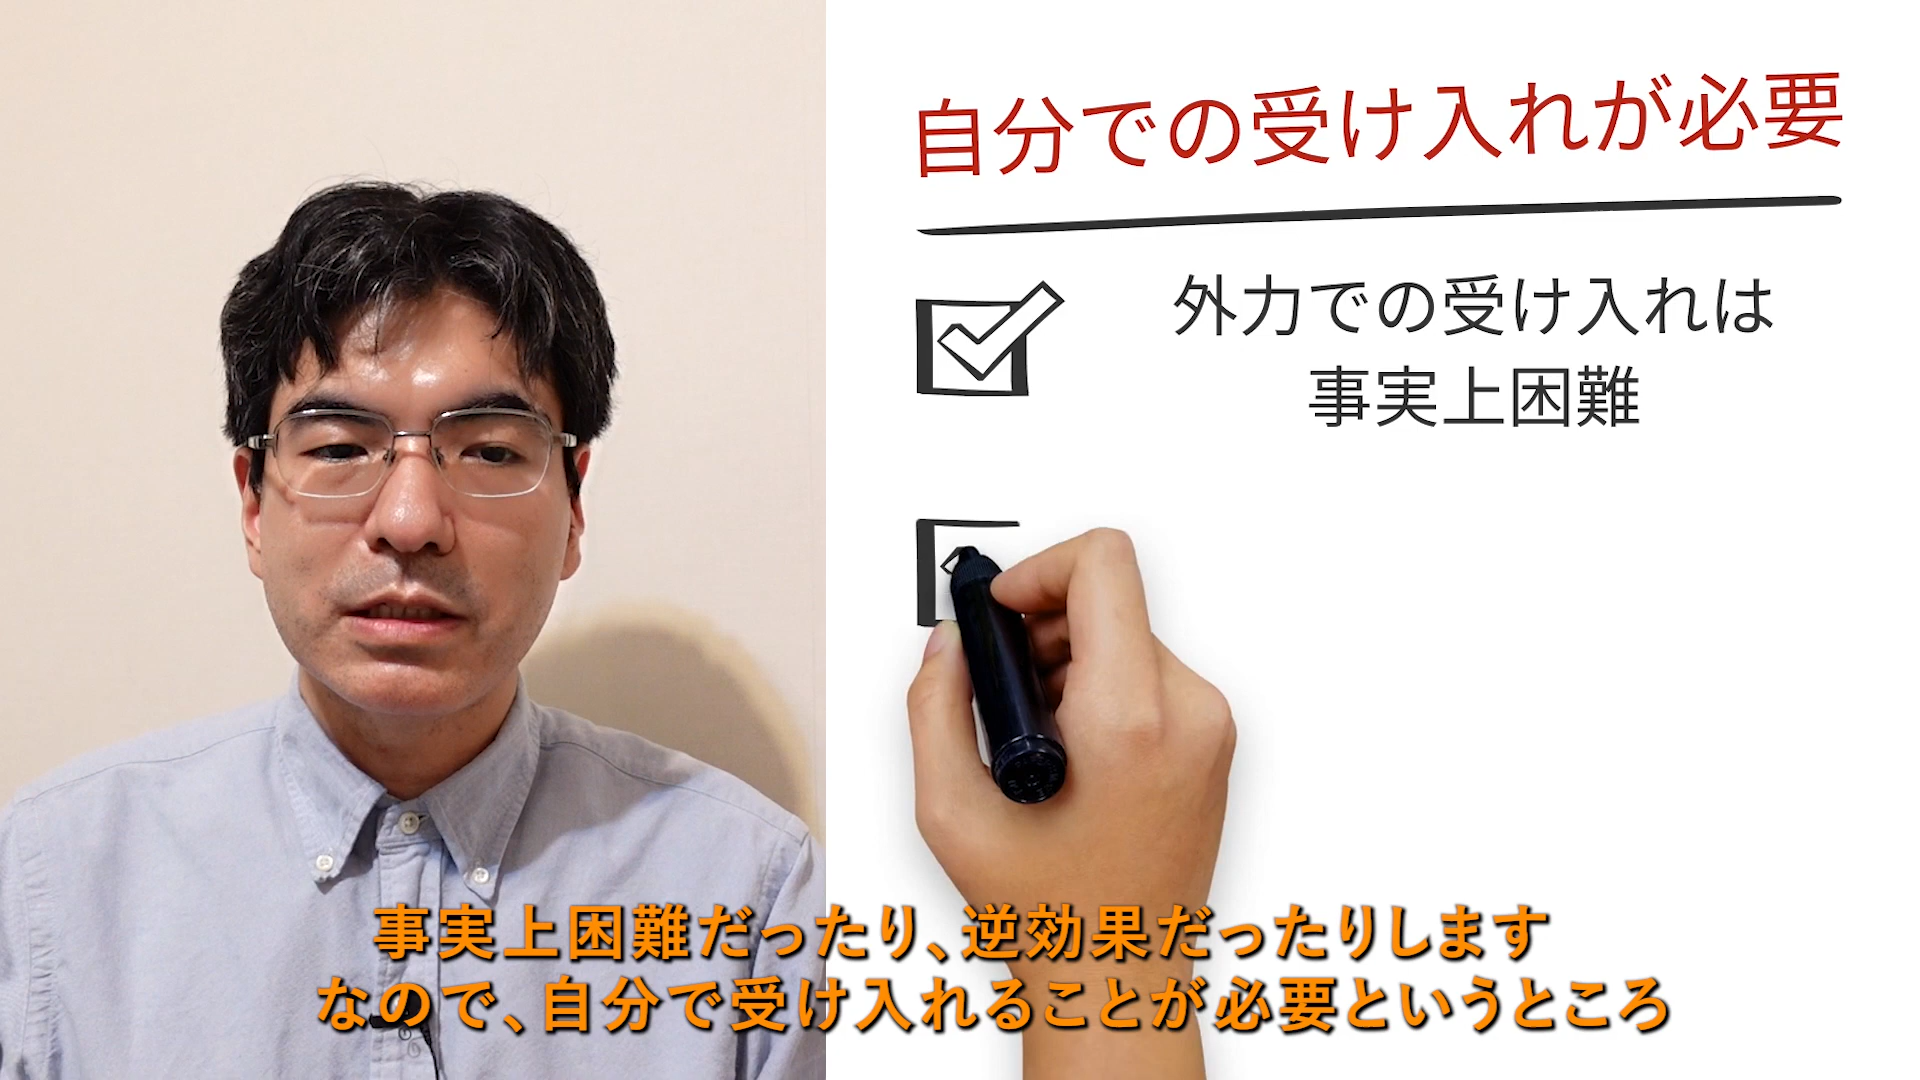 自分での受け入れが必要
外力での受け入れは
事実上困難
事実上困難だったり、逆効果だったりします
なので、自分で受け入れることが必要というところ